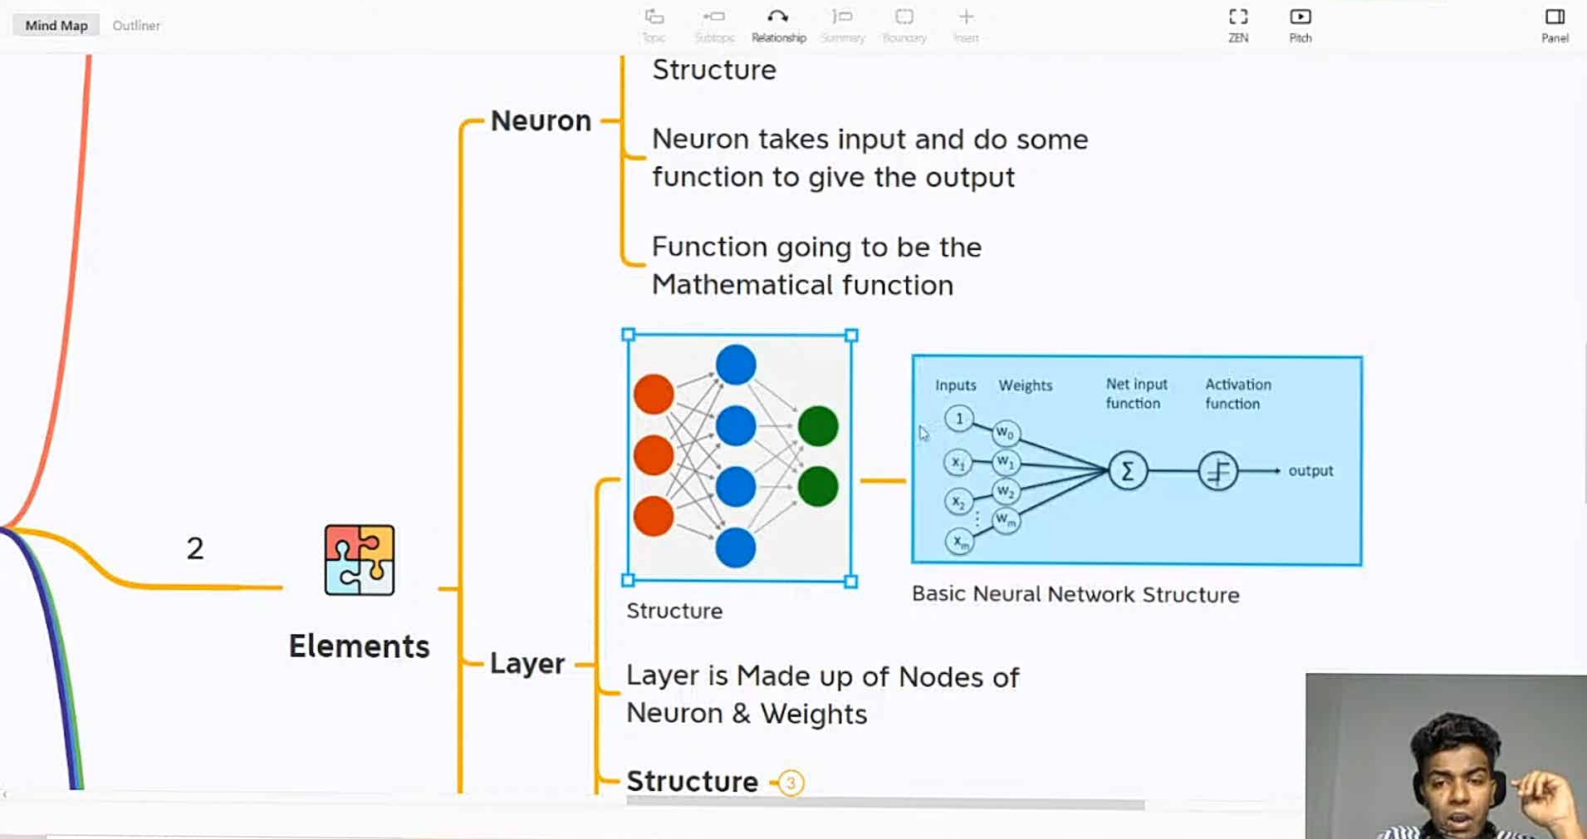 Mind Map
Outliner
Topic
Subtopic
Relationship
Summary
Boundary
Insert
ZEN
Pitch
Panel
Structure
Neuron
Neuron takes input and do some
function to give the output
Function going to be the
Mathematical function
Inputs
Weights
Net input
function
Activation
function
1
w0
x1
w1
x2
w2
xm
wm
Σ
output
Basic Neural Network Structure
Structure
2
Elements
Layer
Layer is Made up of Nodes of
Neuron & Weights
Structure
3